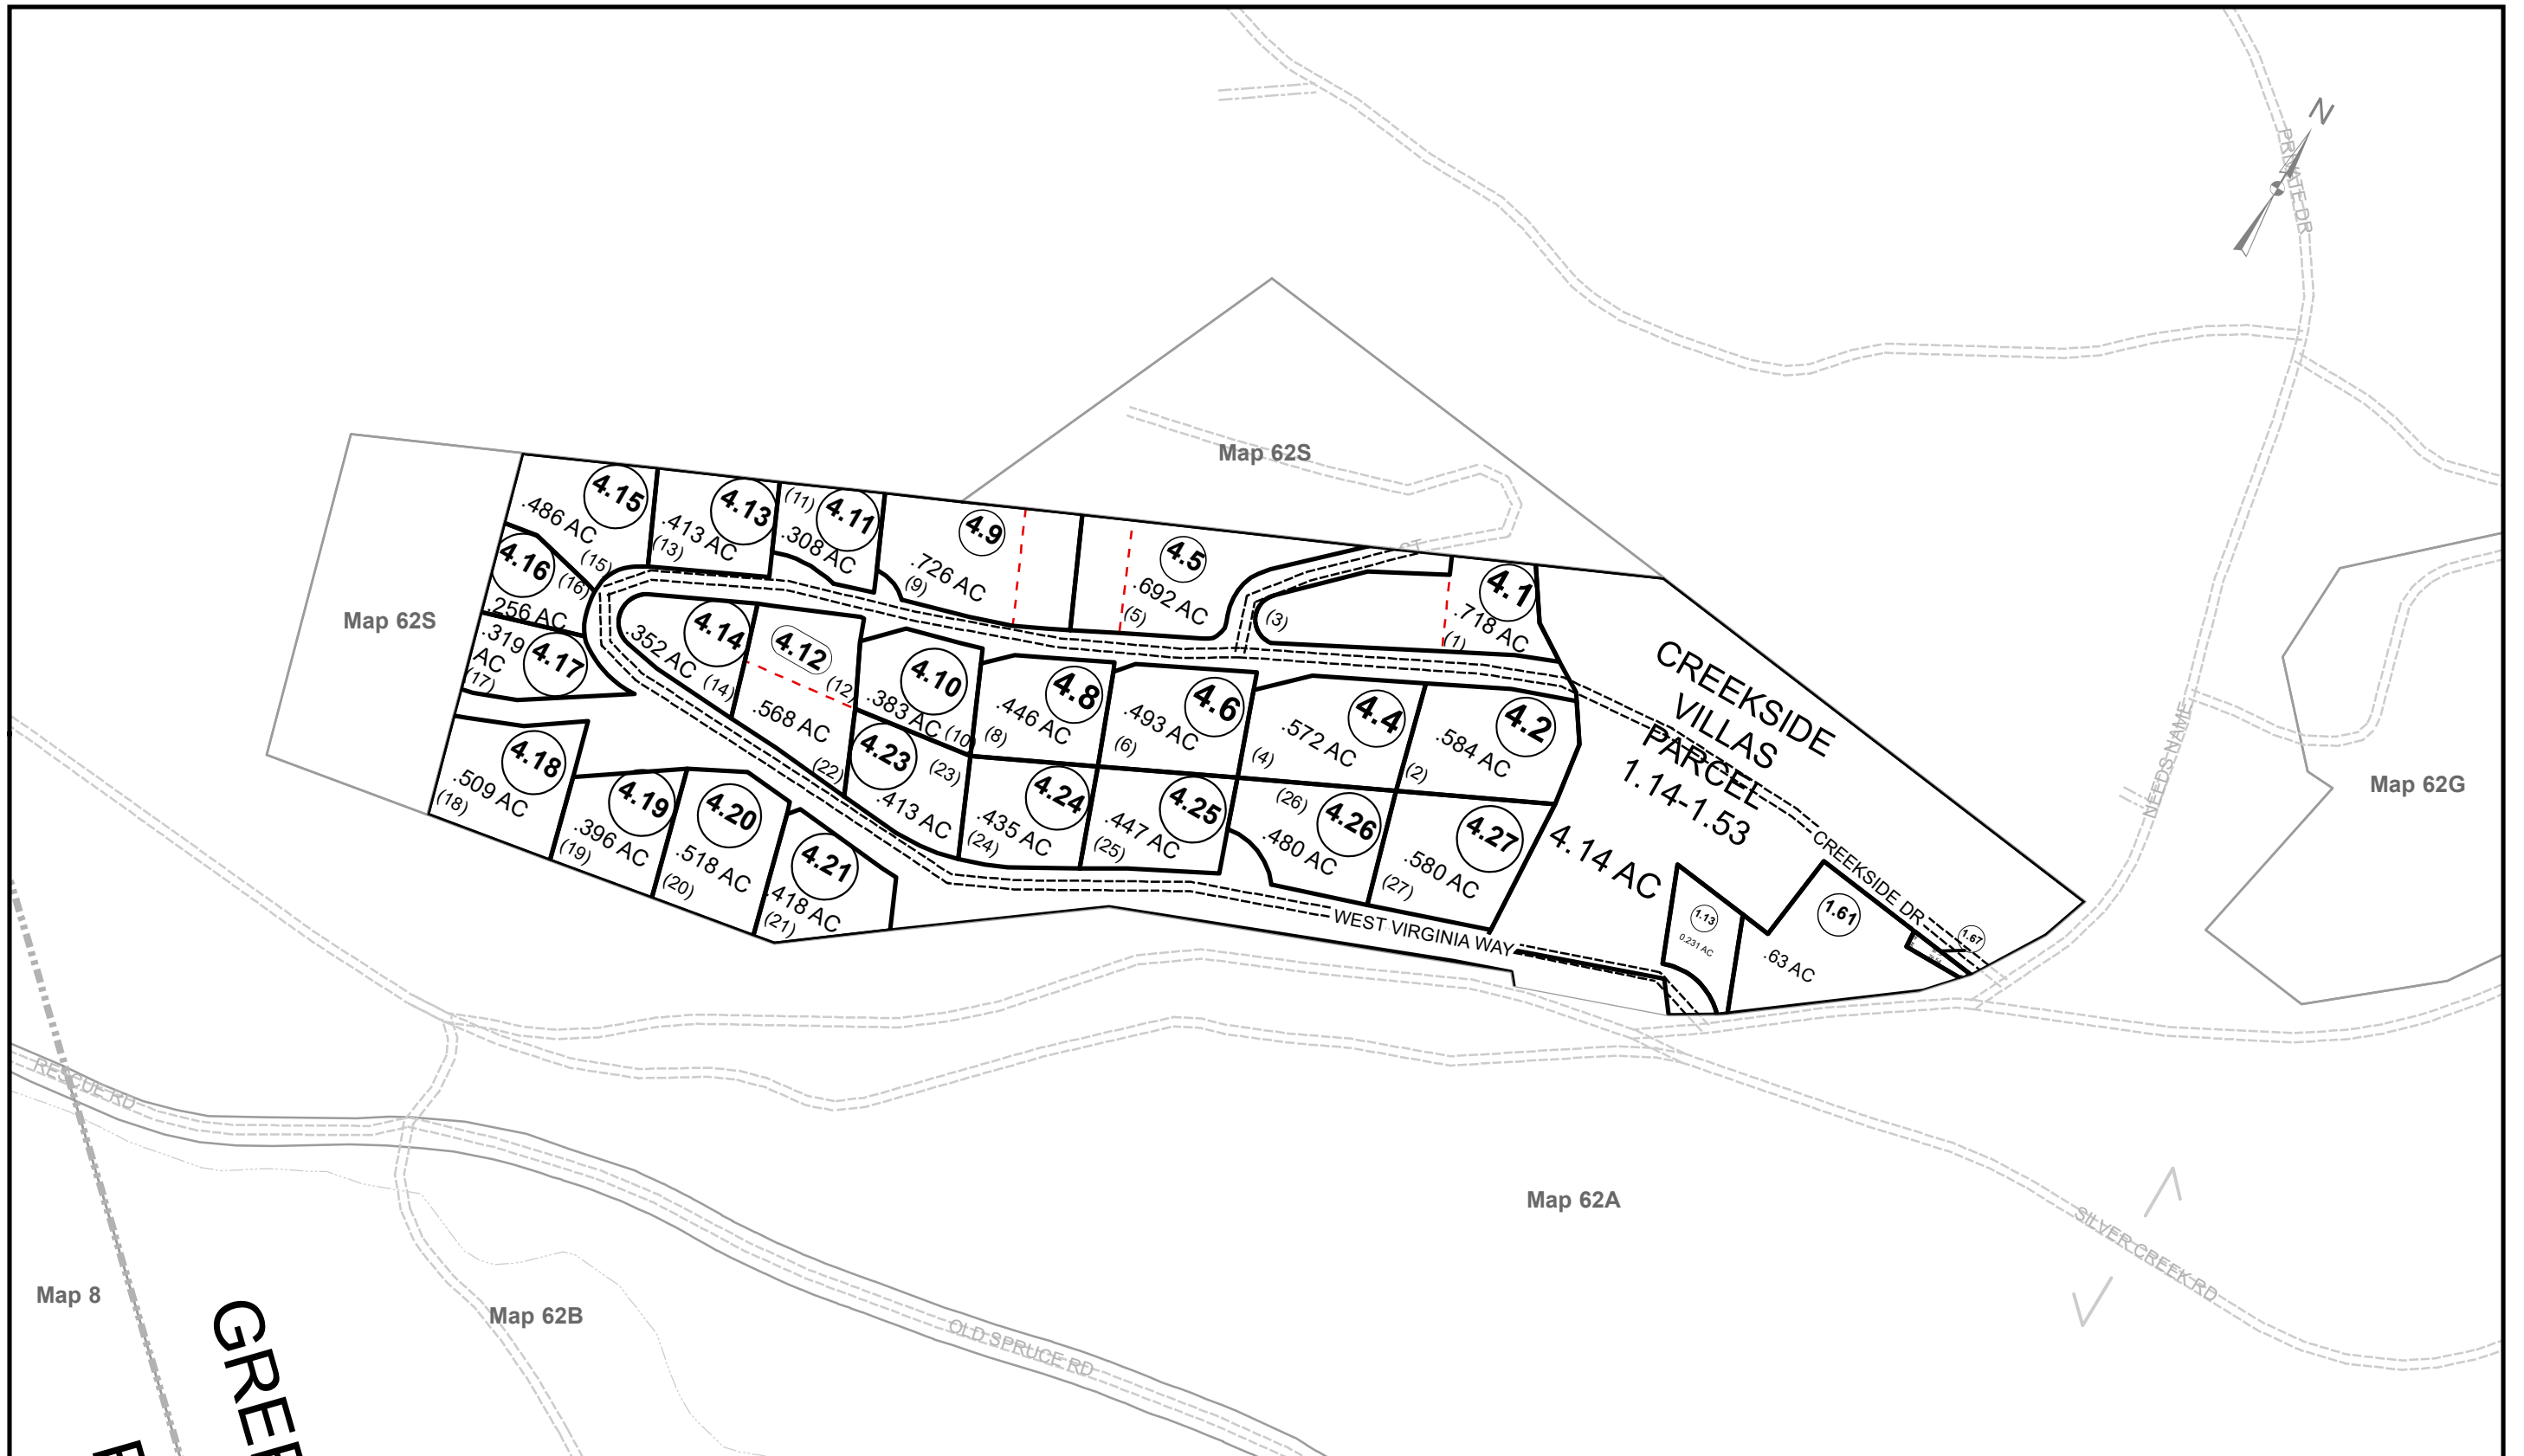 N
PRIVATE DR
Map 62S
CT
4.15
.486 AC
(15)
4.13
.413 AC
(13)
(11)
4.11
.308 AC
4.9
.726 AC
(9)
4.5
.692 AC
(5)
(3)
4.1
.718 AC
(1)
4.16
(16)
.256 AC
Map 62S
.319
AC
4.17
(17)
4.14
.352 AC
(14)
4.12
(12)
.568 AC
(22)
4.10
.383 AC
(10)
4.8
.446 AC
(8)
4.6
.493 AC
(6)
4.4
.572 AC
(4)
4.2
.584 AC
(2)
CREEKSIDE
VILLAS
PARCEL
1.14-1.53
4.14 AC
NEEDS NAME
Map 62G
4.18
.509 AC
(18)
4.19
.396 AC
(19)
4.20
.518 AC
(20)
4.21
.418 AC
(21)
4.23
(23)
.413 AC
4.24
.435 AC
(24)
4.25
.447 AC
(25)
(26)
4.26
.480 AC
4.27
.580 AC
(27)
CREEKSIDE DR
WEST VIRGINIA WAY
1.13
0.231 AC
1.61
.63 AC
1.67
RESCUE RD
Map 62A
SILVER CREEK RD
Map 8
Map 62B
OLD SPRUCE RD